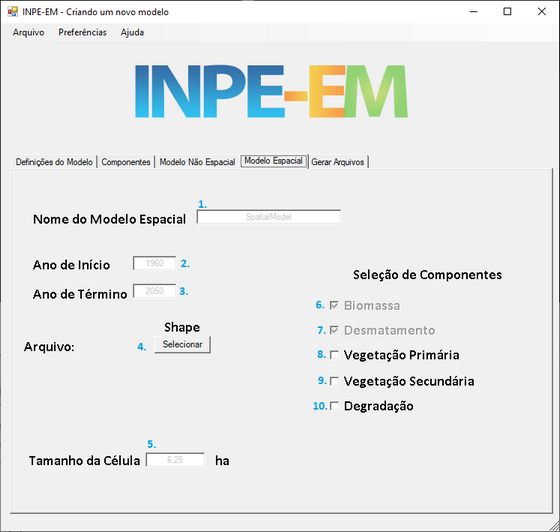 INPE-EM - Criando um novo modelo
Arquivo Preferências Ajuda
INPE-EM
Definições do Modelo Componentes Modelo Não Espacial Modelo Espacial Gerar Arquivos
1.
Nome do Modelo Espacial SpatialModel
Ano de Início 1960 2.
Ano de Término 2050 3.
Shape
Arquivo: 4. Selecionar
5.
Tamanho da Célula 6.25 ha
Seleção de Componentes
6. Biomassa
7. Desmatamento
8. Vegetação Primária
9. Vegetação Secundária
10. Degradação